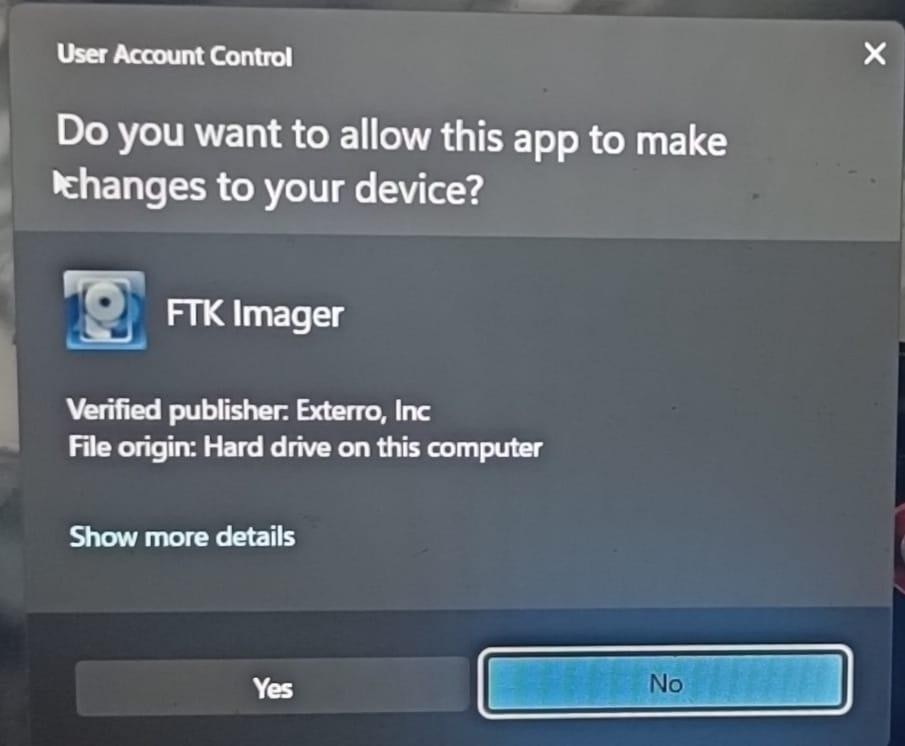 User Account Control
Do you want to allow this app to make
changes to your device?
FTK Imager
Verified publisher: Exterro, Inc
File origin: Hard drive on this computer
Show more details
Yes
No